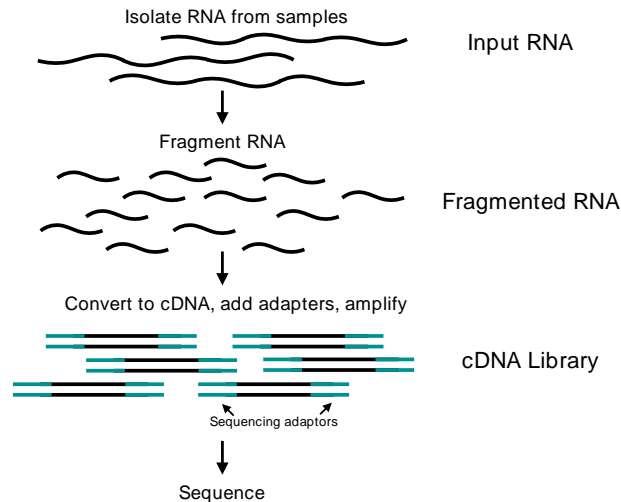 Isolate RNA from samples
Input RNA
Fragment RNA
Fragmented RNA
Convert to cDNA, add adapters, amplify
cDNA Library
Sequencing adaptors
Sequence